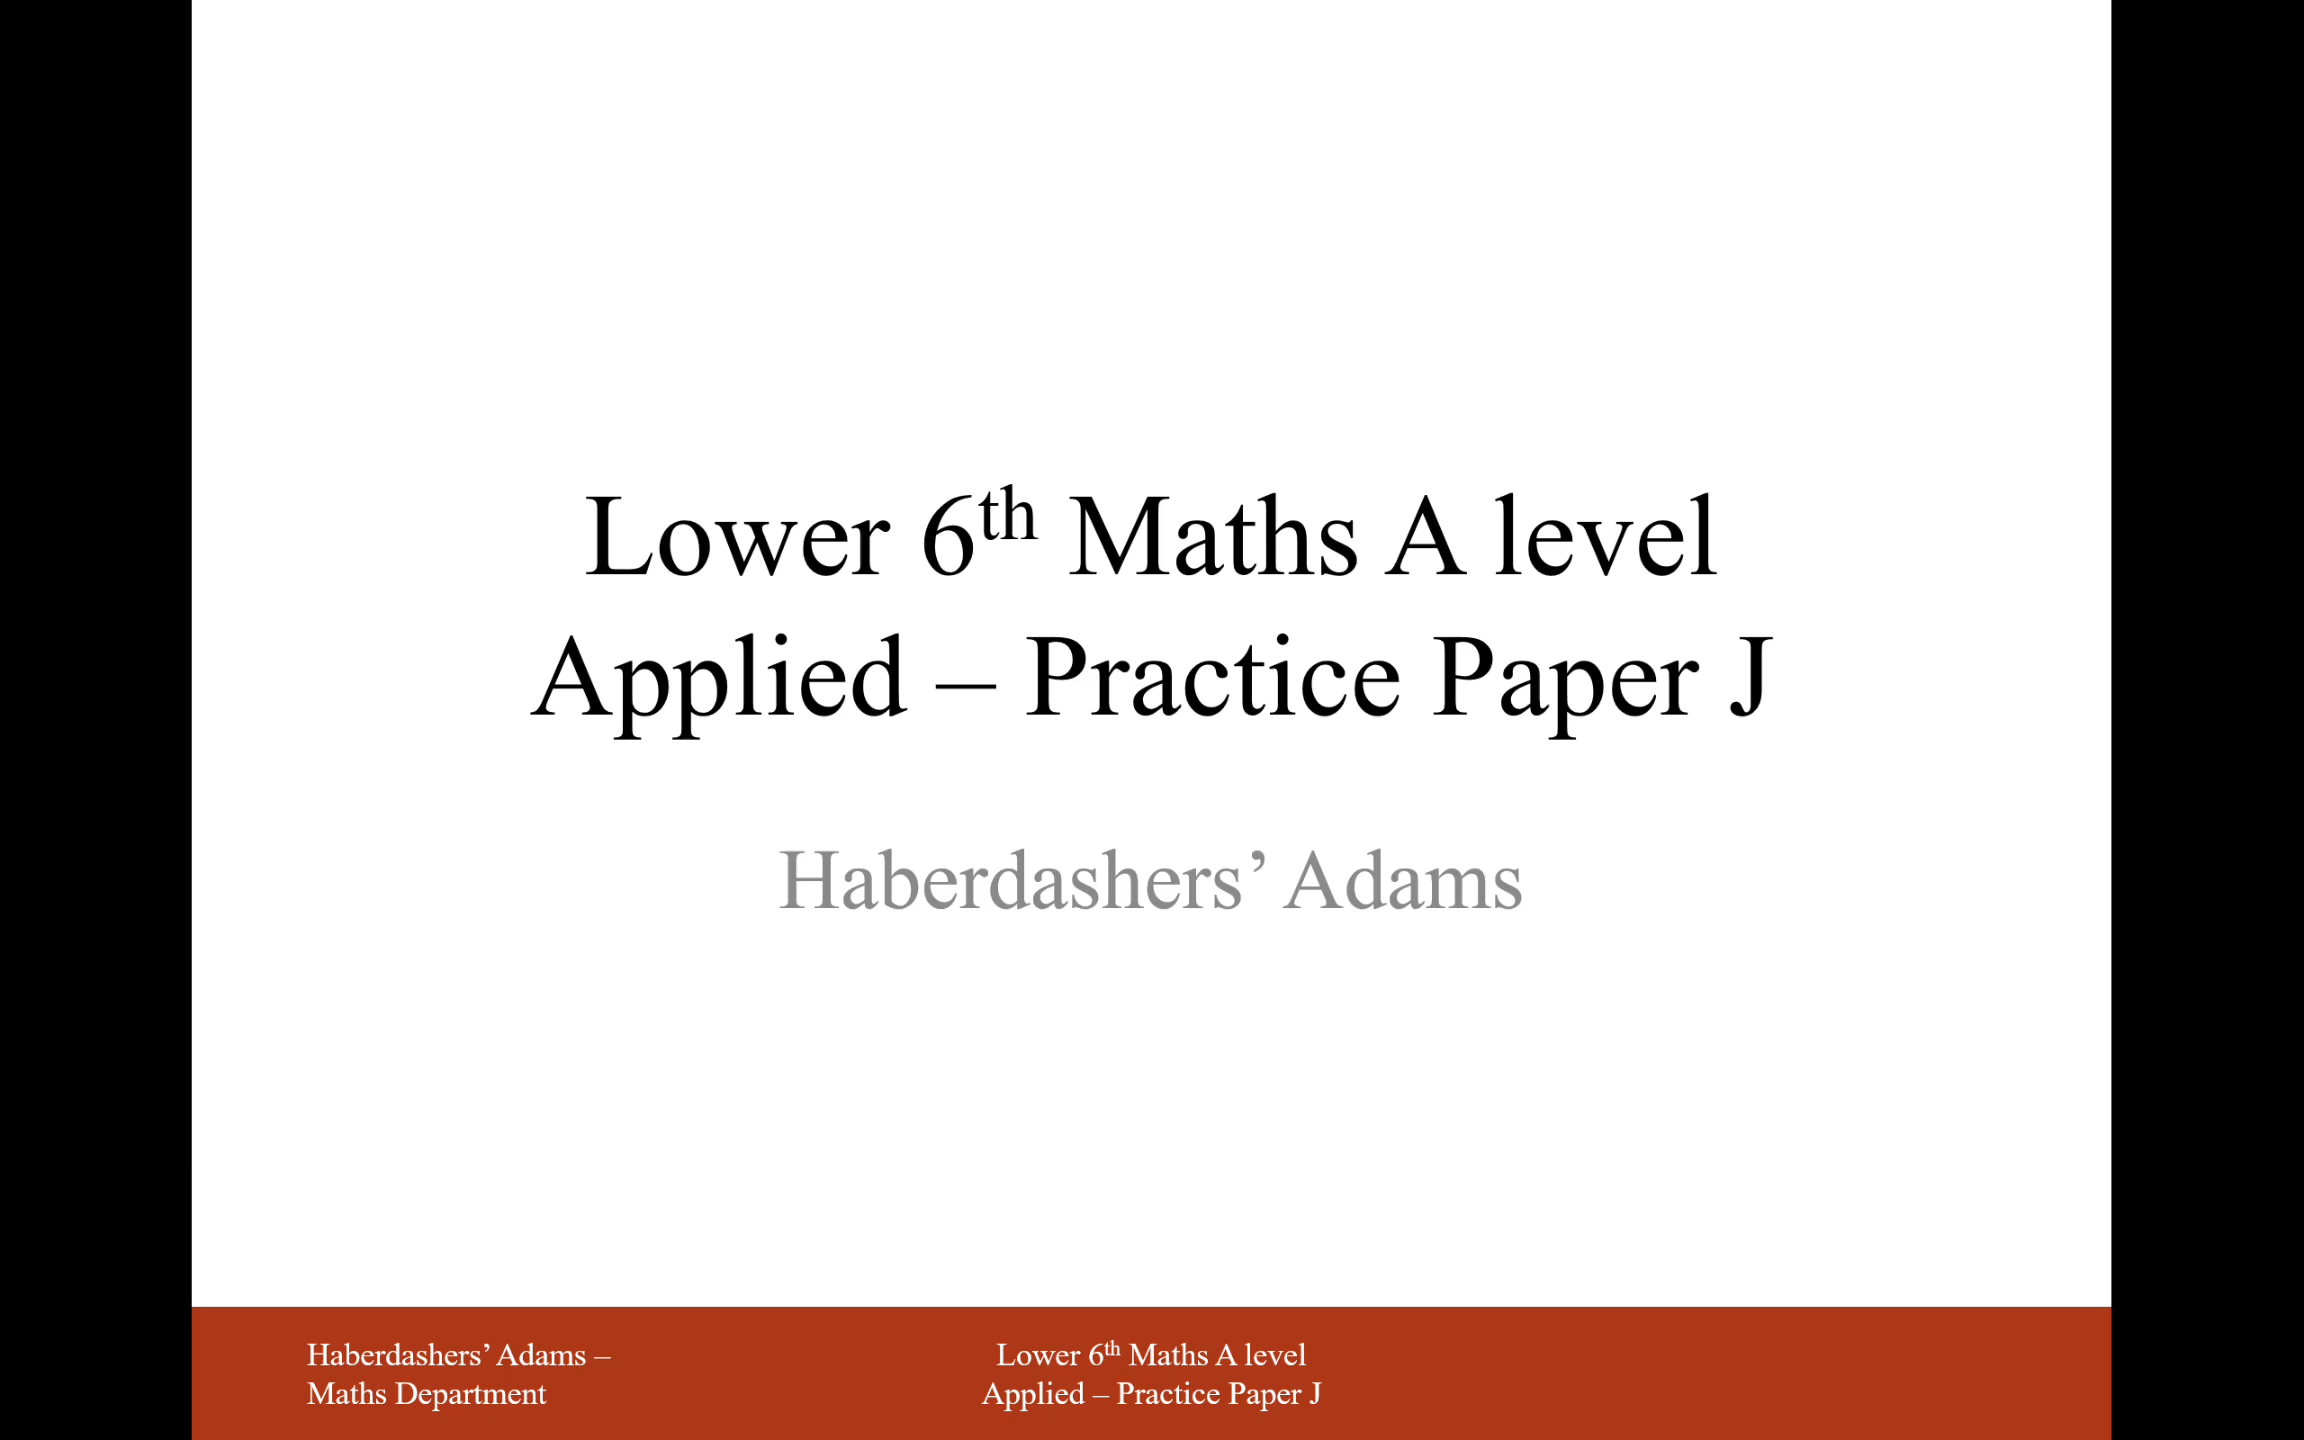 Lower 6th Maths A level
Applied – Practice Paper J
Haberdashers’ Adams
Haberdashers’ Adams –
Maths Department
Lower 6th Maths A level
Applied – Practice Paper J